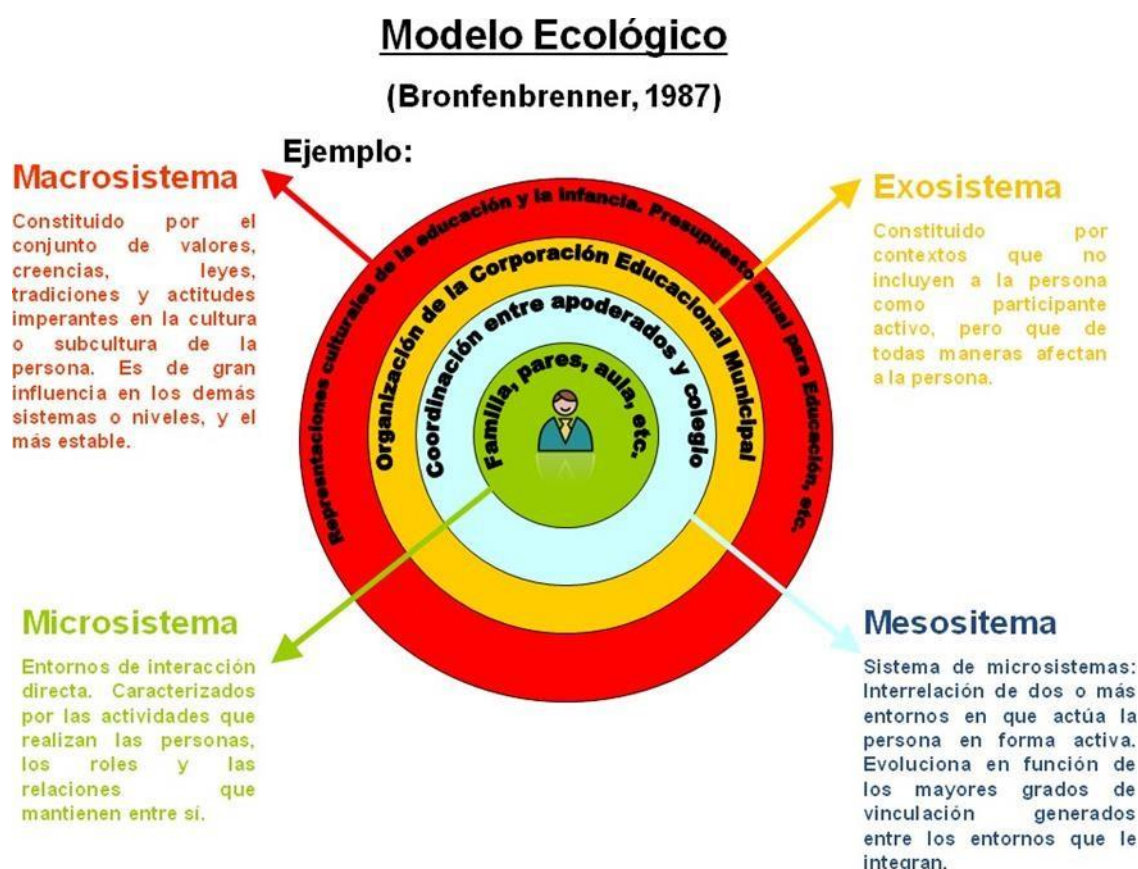 Modelo Ecológico
(Bronfenbrenner, 1987)
Ejemplo:
Macrosistema
Constituido por el
conjunto de valores,
creencias, leyes,
tradiciones y actitudes
imperantes en la cultura
o subcultura de la
persona. Es de gran
influencia en los demás
sistemas o niveles, y el
más estable.
Exosistema
Constituido por
contextos que no
incluyen a la persona
como participante
activo, pero que de
todas maneras afectan
a la persona.
Representaciones culturales de la educación y la infancia. Presupuesto anual para Educación, etc.
Organización de la Corporación Educacional Municipal
Coordinación entre apoderados y colegio
Familia, pares, aula, etc.
Microsistema
Entornos de interacción
directa. Caracterizados
por las actividades que
realizan las personas,
los roles y las
relaciones que
mantienen entre sí.
Mesositema
Sistema de microsistemas:
Interrelación de dos o más
entornos en que actúa la
persona en forma activa.
Evoluciona en función de
los mayores grados de
vinculación generados
entre los entornos que le
integran.